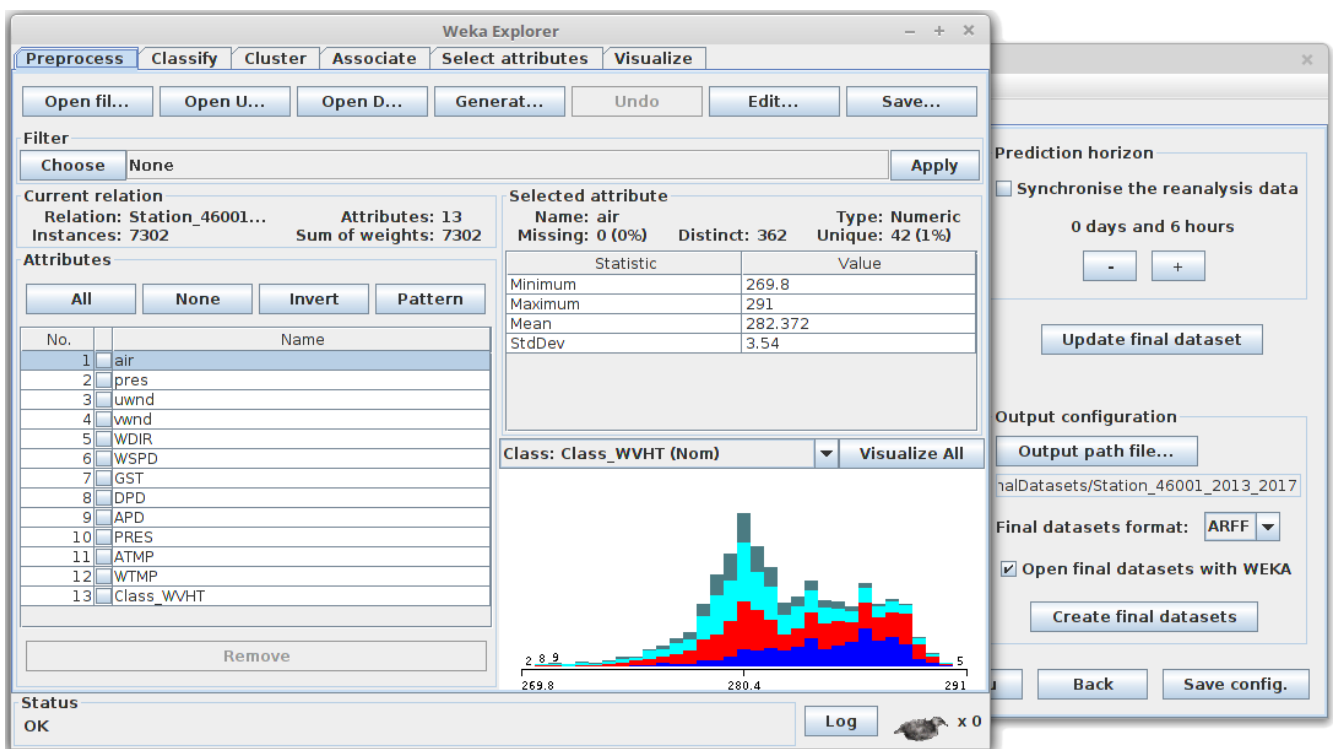 Weka Explorer
Preprocess Classify Cluster Associate Select attributes Visualize
Open fil... Open U... Open D... Generat... Undo Edit... Save...
Filter
Choose None Apply
Current relation
Relation: Station_46001... Attributes: 13
Instances: 7302 Sum of weights: 7302
Attributes
All None Invert Pattern
No. Name
1 air
2 pres
3 uwnd
4 vwnd
5 WDIR
6 WSPD
7 GST
8 DPD
9 APD
10 PRES
11 ATMP
12 WTMP
13 Class_WVHT
Remove
Selected attribute
Name: air Type: Numeric
Missing: 0 (0%) Distinct: 362 Unique: 42 (1%)
Statistic Value
Minimum 269.8
Maximum 291
Mean 282.372
StdDev 3.54
Class: Class_WVHT (Nom) Visualize All
2 8 9 5
269.8 280.4 291
Status
OK Log x 0
Prediction horizon
Synchronise the reanalysis data
0 days and 6 hours
- +
Update final dataset
Output configuration
Output path file...
nalDatasets/Station_46001_2013_2017
Final datasets format: ARFF
Open final datasets with WEKA
Create final datasets
Back Save config.